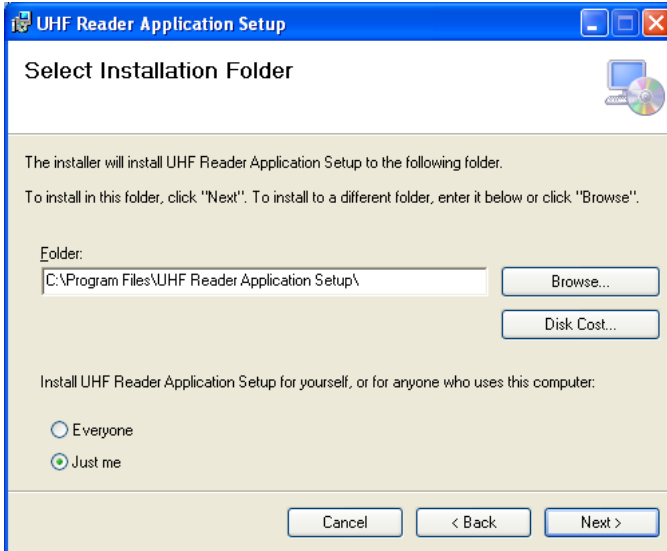 UHF Reader Application Setup
Select Installation Folder
The installer will install UHF Reader Application Setup to the following folder.
To install in this folder, click "Next". To install to a different folder, enter it below or click "Browse".
Folder:
C:\Program Files\UHF Reader Application Setup\
Browse...
Disk Cost...
Install UHF Reader Application Setup for yourself, or for anyone who uses this computer:
Everyone
Just me
Cancel
< Back
Next >